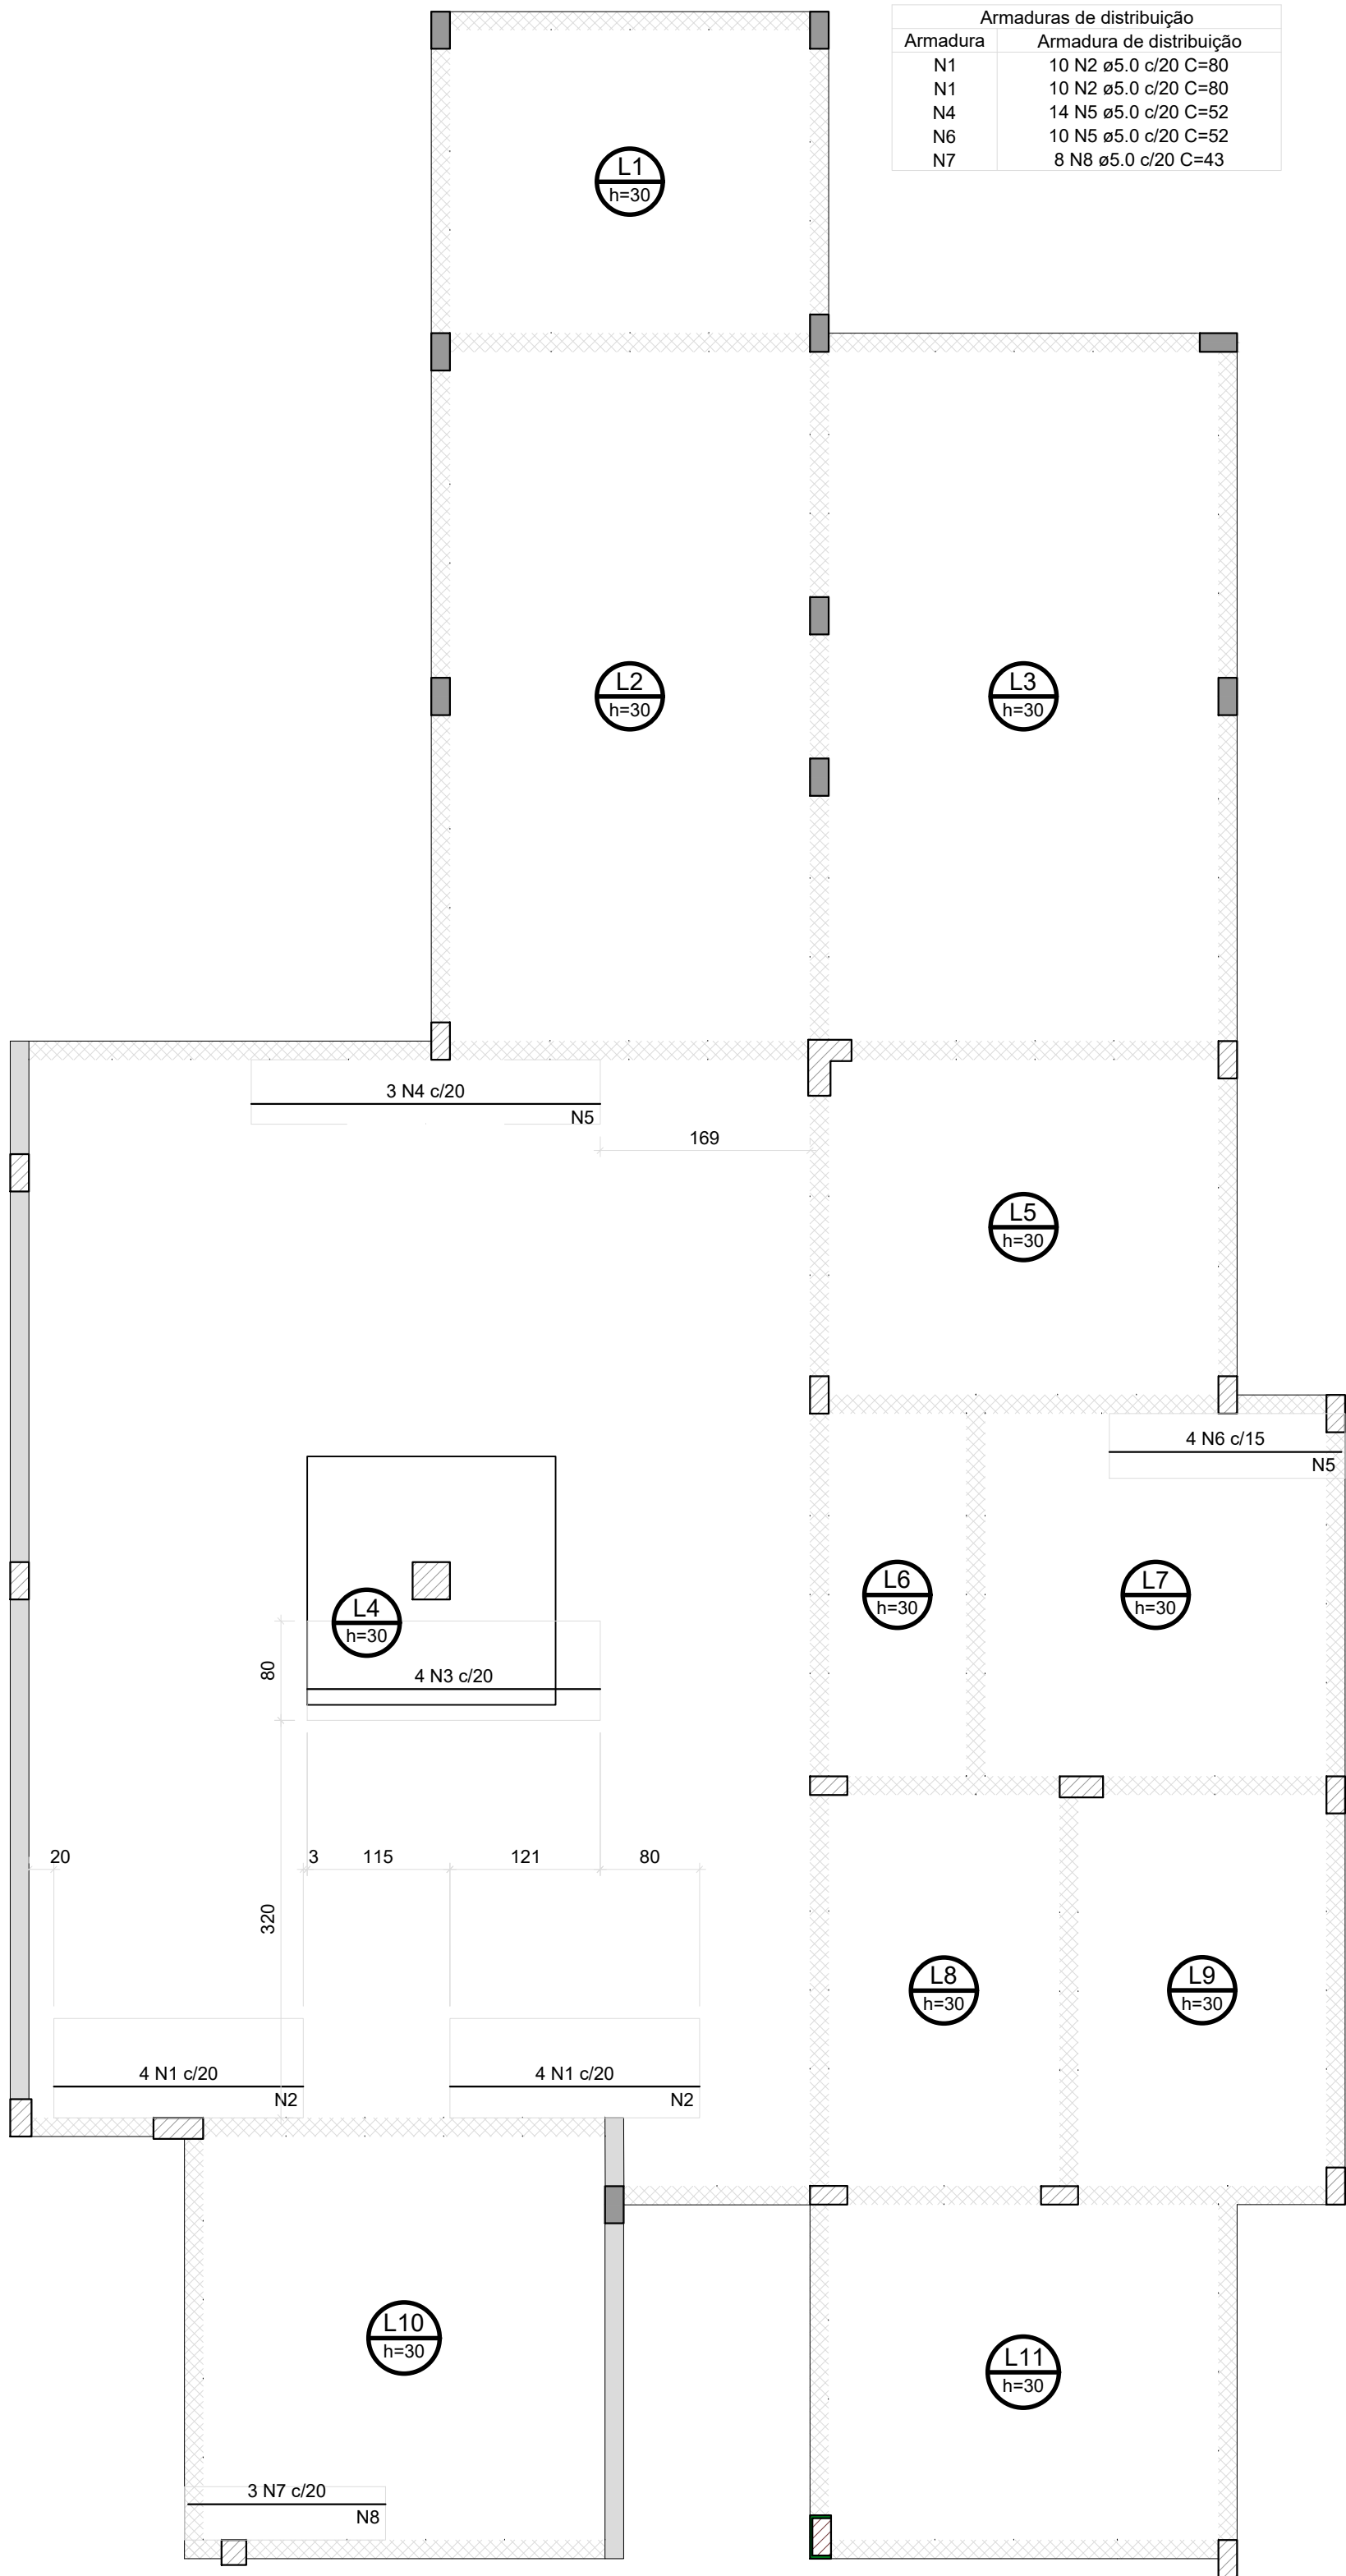 Armaduras de distribuição
Armadura Armadura de distribuição
N1 10 N2 ø5.0 c/20 C=80
N1 10 N2 ø5.0 c/20 C=80
N4 14 N5 ø5.0 c/20 C=52
N6 10 N5 ø5.0 c/20 C=52
N7 8 N8 ø5.0 c/20 C=43
L1
h=30
L2
h=30
L3
h=30
3 N4 c/20
N5
169
L5
h=30
4 N6 c/15
N5
L6
h=30
L7
h=30
L4
h=30
80
4 N3 c/20
20
3
115
121
80
320
L8
h=30
L9
h=30
4 N1 c/20
N2
4 N1 c/20
N2
L10
h=30
L11
h=30
3 N7 c/20
N8